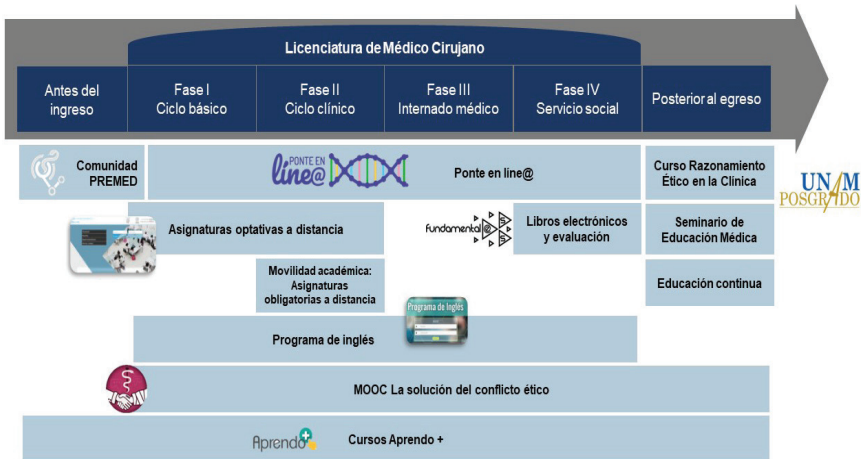 Licenciatura de Médico Cirujano
Antes del
ingreso
Fase I
Ciclo básico
Fase II
Ciclo clínico
Fase III
Internado médico
Fase IV
Servicio social
Posterior al egreso
Comunidad
PREMED
PONTE EN
líne@
Ponte en line@
Curso Razonamiento
Ético en la Clínica
UNAM
POSGRADO
Asignaturas optativas a distancia
fundamental@
Libros electrónicos
y evaluación
Seminario de
Educación Médica
Movilidad académica:
Asignaturas
obligatorias a distancia
Educación continua
Programa de Inglés
Programa de inglés
MOOC La solución del conflicto ético
Aprendo+
Cursos Aprendo +